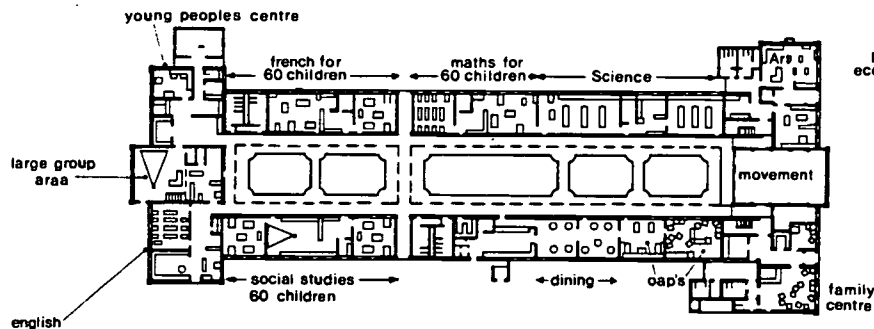 young peoples centre
french for
60 children
maths for
60 children
Science
large group
araa
movement
english
social studies
60 children
dining
oap's
family
centre